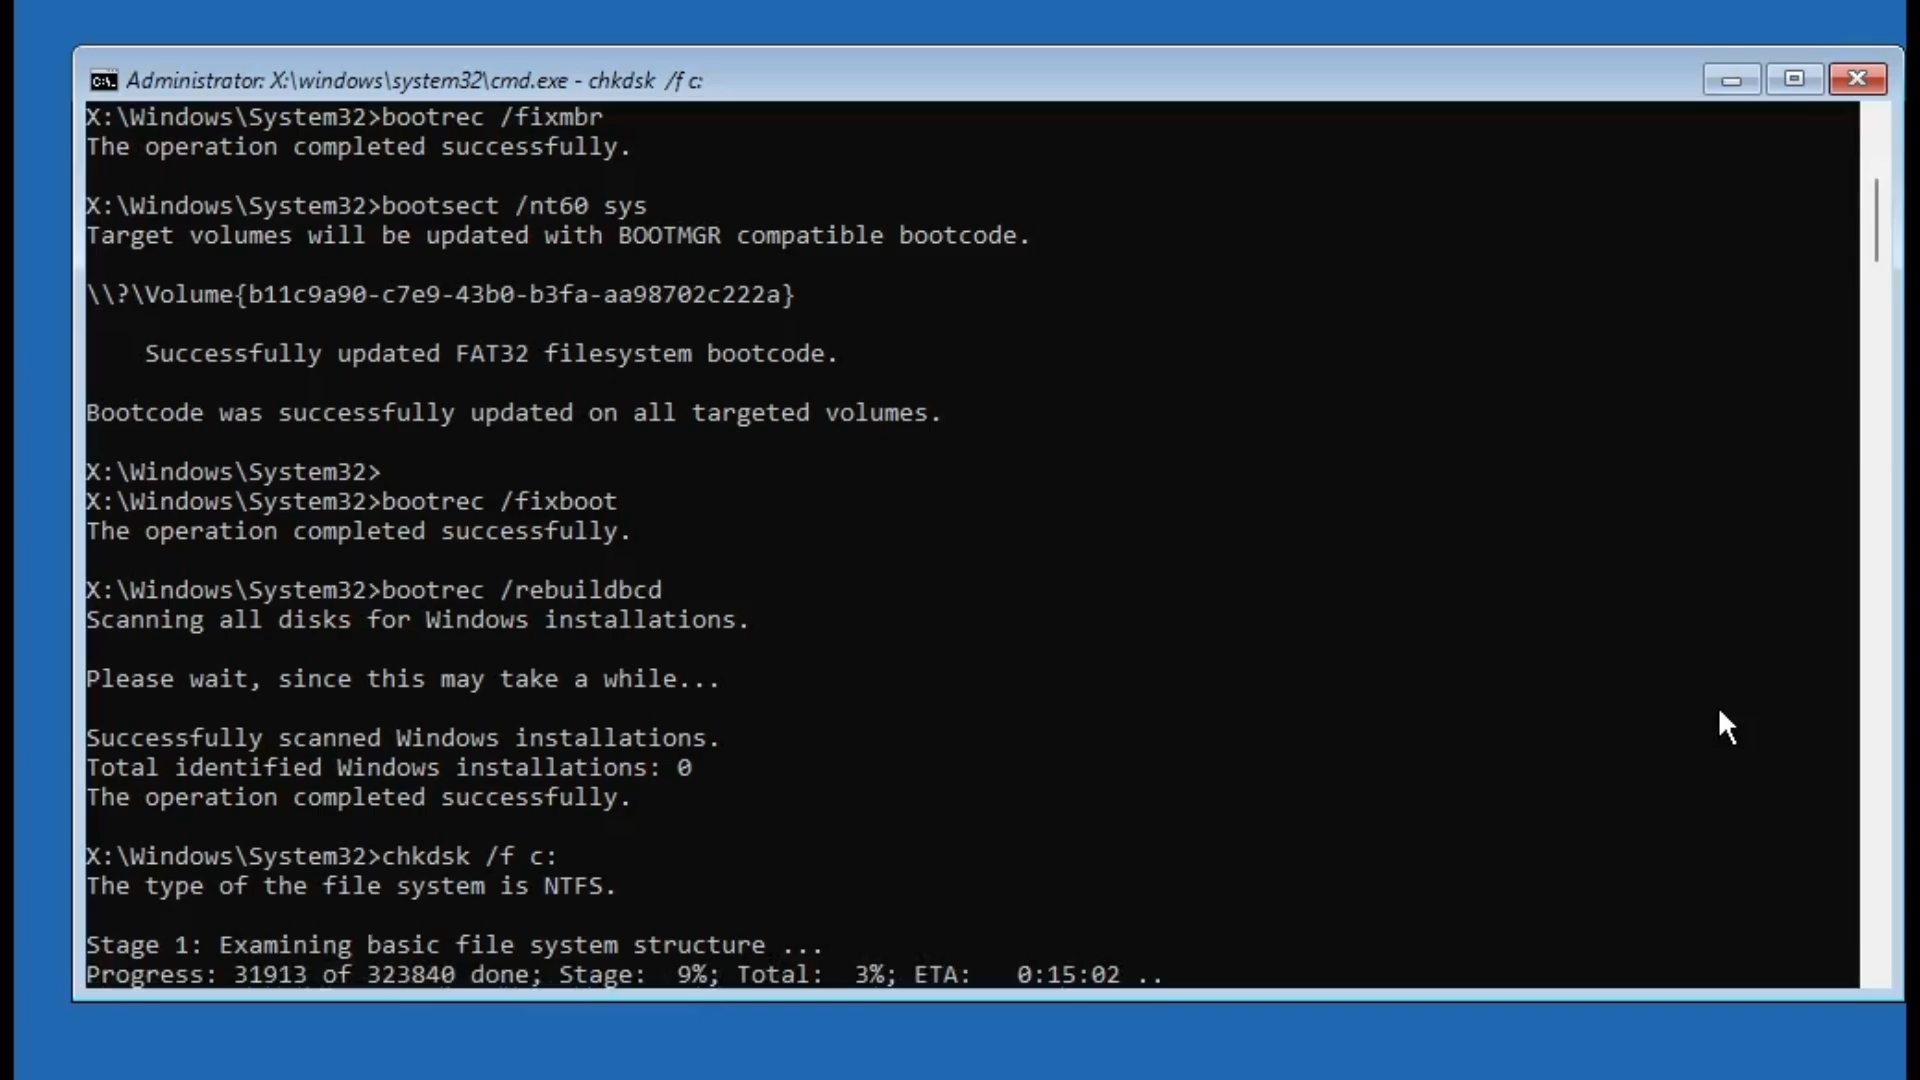 Administrator: X:\windows\system32\cmd.exe - chkdsk /f c:
X:\Windows\System32>bootrec /fixmbr
The operation completed successfully.
X:\Windows\System32>bootsect /nt60 sys
Target volumes will be updated with BOOTMGR compatible bootcode.
\\?\Volume{b11c9a90-c7e9-43b0-b3fa-aa98702c222a}
Successfully updated FAT32 filesystem bootcode.
Bootcode was successfully updated on all targeted volumes.
X:\Windows\System32>
X:\Windows\System32>bootrec /fixboot
The operation completed successfully.
X:\Windows\System32>bootrec /rebuildbcd
Scanning all disks for Windows installations.
Please wait, since this may take a while...
Successfully scanned Windows installations.
Total identified Windows installations: 0
The operation completed successfully.
X:\Windows\System32>chkdsk /f c:
The type of the file system is NTFS.
Stage 1: Examining basic file system structure ...
Progress: 31913 of 323840 done; Stage:  9%; Total:  3%; ETA:   0:15:02 ..